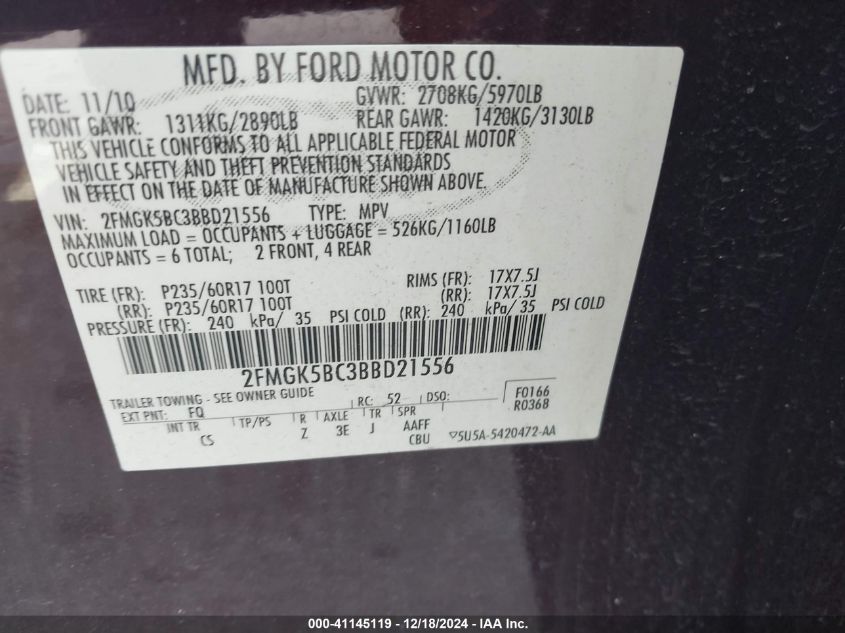 MFD. BY FORD MOTOR CO.
DATE: 11/10 GVWR: 2708KG/5970LB
FRONT GAWR: 1311KG/2890LB REAR GAWR: 1420KG/3130LB
THIS VEHICLE CONFORMS TO ALL APPLICABLE FEDERAL MOTOR
VEHICLE SAFETY AND THEFT PREVENTION STANDARDS
IN EFFECT ON THE DATE OF MANUFACTURE SHOWN ABOVE.
VIN: 2FMGK5BC3BBD21556 TYPE: MPV
MAXIMUM LOAD = OCCUPANTS + LUGGAGE = 526KG/1160LB
OCCUPANTS = 6 TOTAL; 2 FRONT, 4 REAR
TIRE (FR): P235/60R17 100T RIMS (FR): 17X7.5J
(RR): P235/60R17 100T (RR): 17X7.5J
PRESSURE (FR): 240 kPa/ 35 PSI COLD (RR): 240 kPa/ 35 PSI COLD
2FMGK5BC3BBD21556
TRAILER TOWING - SEE OWNER GUIDE
EXT PNT: FQ RC: 52 DSO: F0166
R0368
INT TR TP/PS R AXLE TR SPR
CS Z 3E J AAFF
CBU ▽5U5A-5420472-AA
000-41145119 - 12/18/2024 - IAA Inc.